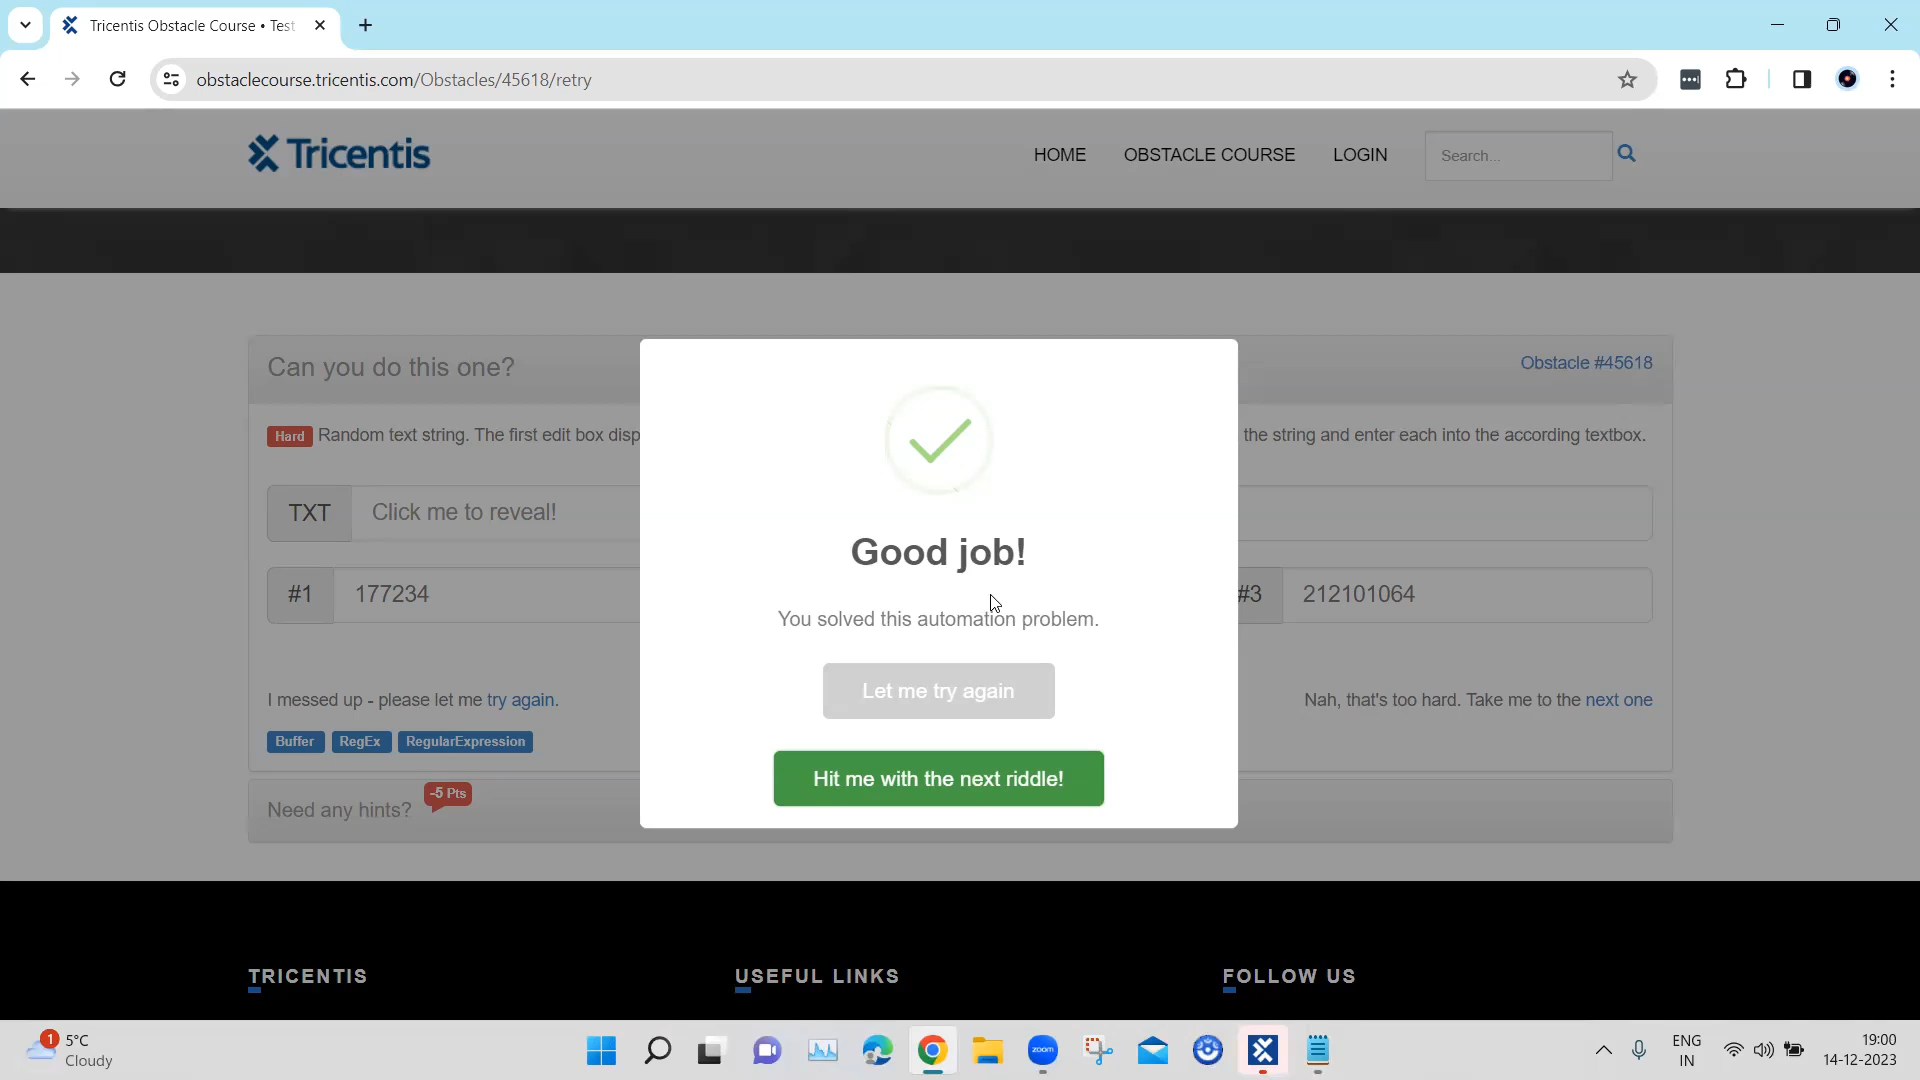 Tricentis Obstacle Course • Test
obstaclecourse.tricentis.com/Obstacles/45618/retry
Tricentis
HOME
OBSTACLE COURSE
LOGIN
Search...
Can you do this one?
Obstacle #45618
Hard Random text string. The first edit box disp
the string and enter each into the according textbox.
TXT
Click me to reveal!
#1
177234
#3
212101064
Good job!
You solved this automation problem.
Let me try again
Hit me with the next riddle!
I messed up - please let me try again.
Nah, that's too hard. Take me to the next one
Buffer
RegEx
RegularExpression
Need any hints?
-5 Pts
TRICENTIS
USEFUL LINKS
FOLLOW US
1
5°C
Cloudy
zoom
ENG
IN
19:00
14-12-2023